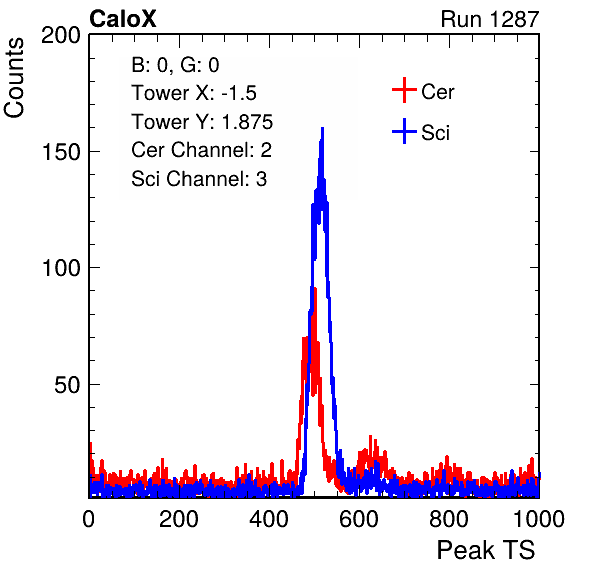 CaloX Run 1287
Counts
200
150
100
50
B: 0, G: 0
Tower X: -1.5
Tower Y: 1.875
Cer Channel: 2
Sci Channel: 3
Cer
Sci
0 200 400 600 800 1000
Peak TS